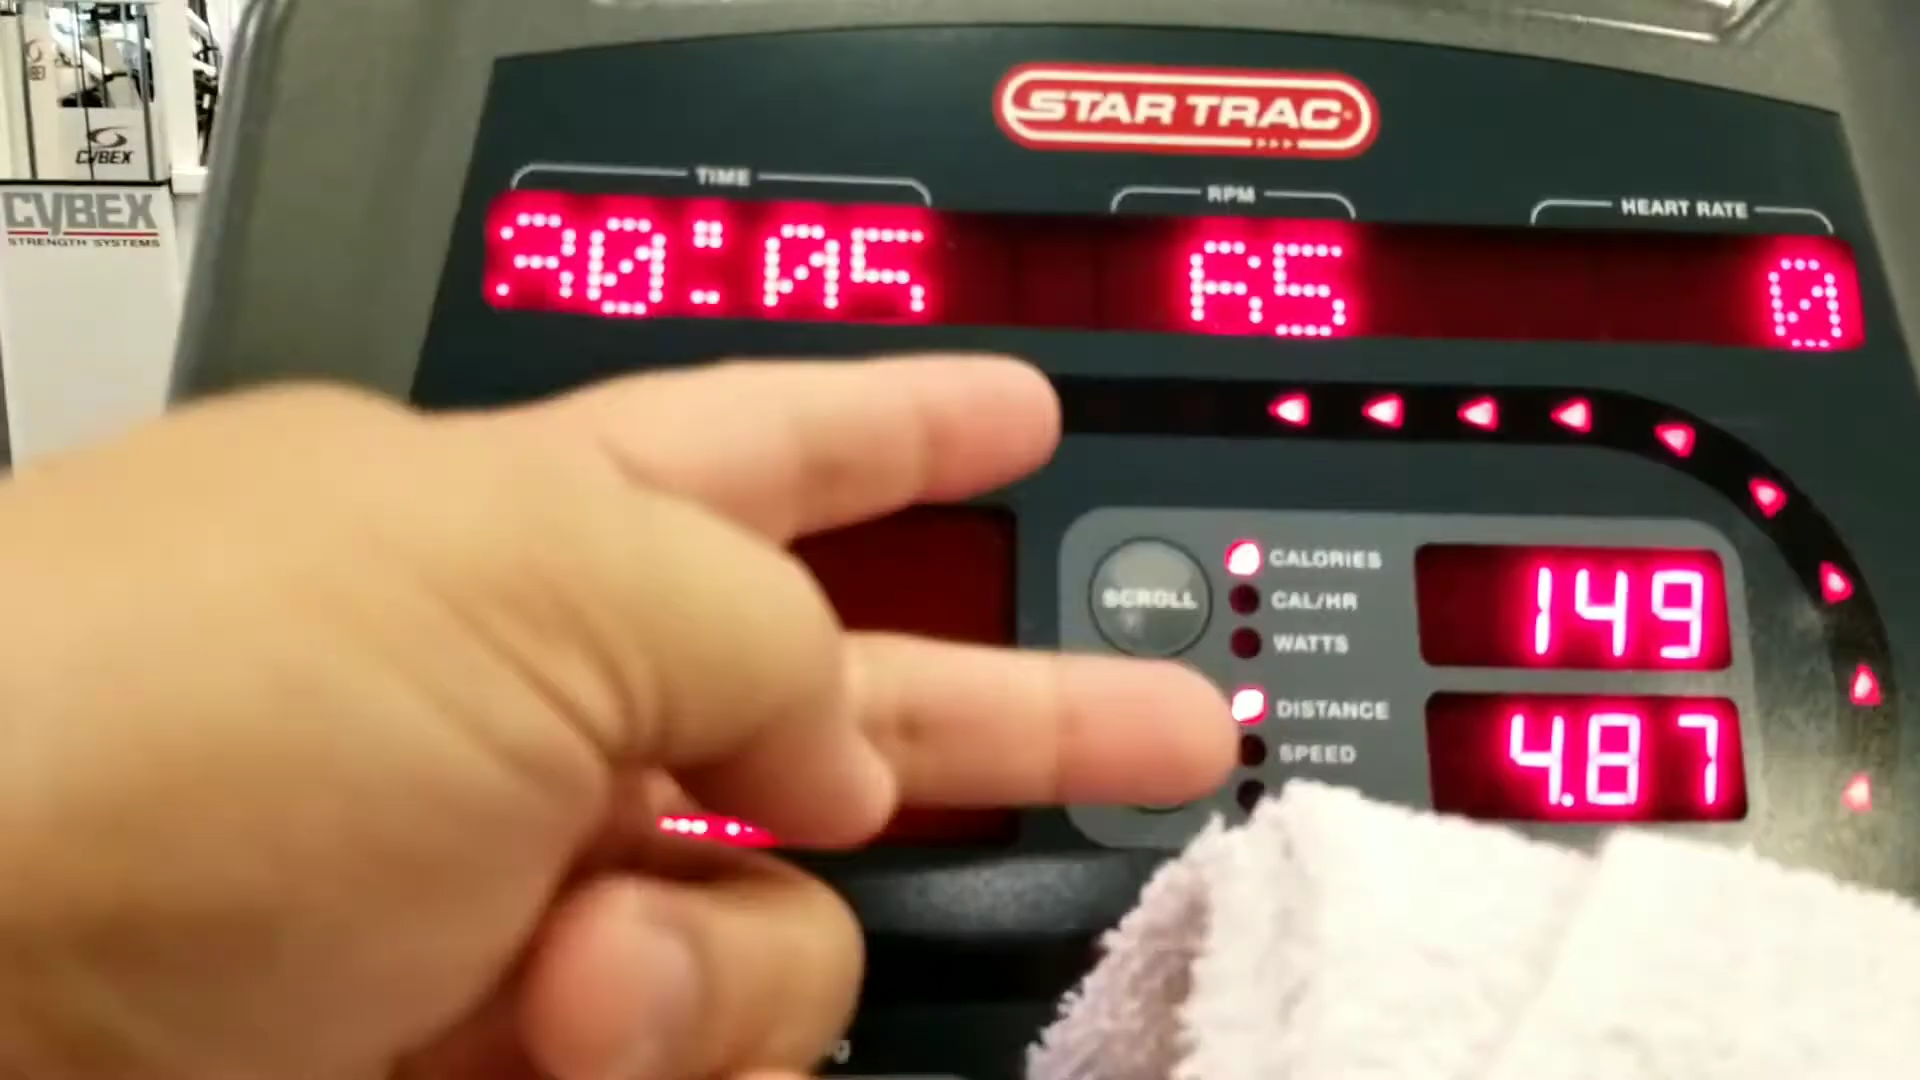 STAR TRAC
TIME
RPM
HEART RATE
30:05
65
0
CYBEX
CYBEX
STRENGTH SYSTEMS
SCROLL
CALORIES
CAL/HR
WATTS
149
DISTANCE
SPEED
4.87